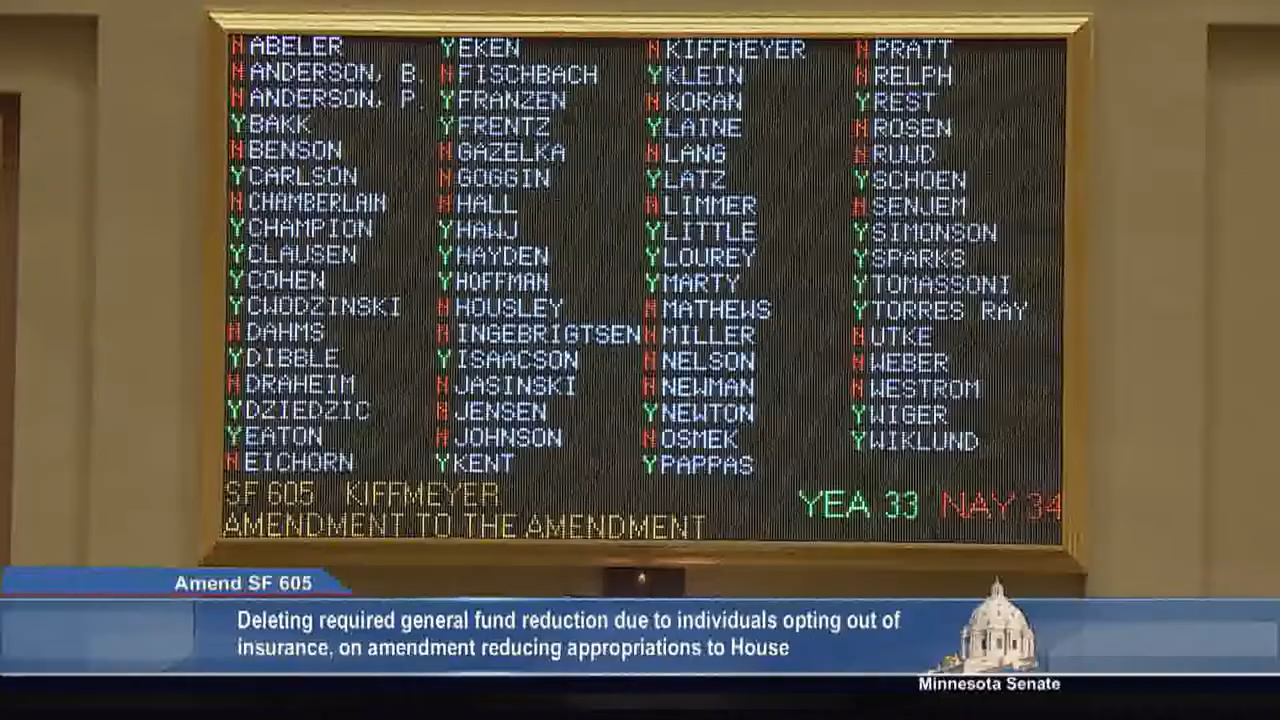 N ABELER Y EKEN N KIFFMEYER N PRATT
N ANDERSON, B. N FISCHBACH Y KLEIN N RELPH
N ANDERSON, P. Y FRANZEN N KORAN Y REST
Y BAKK Y FRENTZ Y LAINE N ROSEN
N BENSON N GAZELKA N LANG N RUUD
Y CARLSON N GOGGIN Y LATZ Y SCHOEN
N CHAMBERLAIN N HALL N LIMMER N SENJEM
Y CHAMPION Y HAWJ Y LITTLE Y SIMONSON
Y CLAUSEN Y HAYDEN Y LOUREY Y SPARKS
Y COHEN Y HOFFMAN Y MARTY Y TOMASSONI
Y CWODZINSKI N HOUSLEY N MATHEWS Y TORRES RAY
N DAHMS N INGEBRIGTSEN N MILLER N UTKE
Y DIBBLE Y ISAACSON N NELSON N WEBER
N DRAHEIM N JASINSKI N NEWMAN N WESTROM
Y DZIEDZIC N JENSEN Y NEWTON Y WIGER
Y EATON N JOHNSON N OSMEK Y WIKLUND
N EICHORN Y KENT Y PAPPAS
SF 605 KIFFMEYER YEA 33 NAY 34
AMENDMENT TO THE AMENDMENT
Amend SF 605
Deleting required general fund reduction due to individuals opting out of
insurance, on amendment reducing appropriations to House
Minnesota Senate